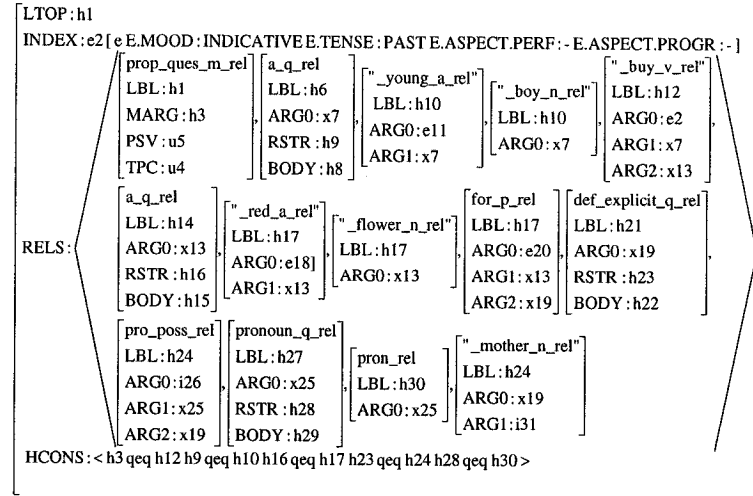 LTOP : h1
INDEX : e2 [ e E.MOOD : INDICATIVE E.TENSE : PAST E.ASPECT.PERF : - E.ASPECT.PROGR : - ]
prop_ques_m_rel
LBL : h1
MARG : h3
PSV : u5
TPC : u4
a_q_rel
LBL : h6
ARG0 : x7
RSTR : h9
BODY : h8
"_young_a_rel"
LBL : h10
ARG0 : e11
ARG1 : x7
"_boy_n_rel"
LBL : h10
ARG0 : x7
"_buy_v_rel"
LBL : h12
ARG0 : e2
ARG1 : x7
ARG2 : x13
RELS :
a_q_rel
LBL : h14
ARG0 : x13
RSTR : h16
BODY : h15
"_red_a_rel"
LBL : h17
ARG0 : e18]
ARG1 : x13
"_flower_n_rel"
LBL : h17
ARG0 : x13
for_p_rel
LBL : h17
ARG0 : e20
ARG1 : x13
ARG2 : x19
def_explicit_q_rel
LBL : h21
ARG0 : x19
RSTR : h23
BODY : h22
pro_poss_rel
LBL : h24
ARG0 : i26
ARG1 : x25
ARG2 : x19
pronoun_q_rel
LBL : h27
ARG0 : x25
RSTR : h28
BODY : h29
pron_rel
LBL : h30
ARG0 : x25
"_mother_n_rel"
LBL : h24
ARG0 : x19
ARG1 : i31
HCONS : < h3 qeq h12 h9 qeq h10 h16 qeq h17 h23 qeq h24 h28 qeq h30 >